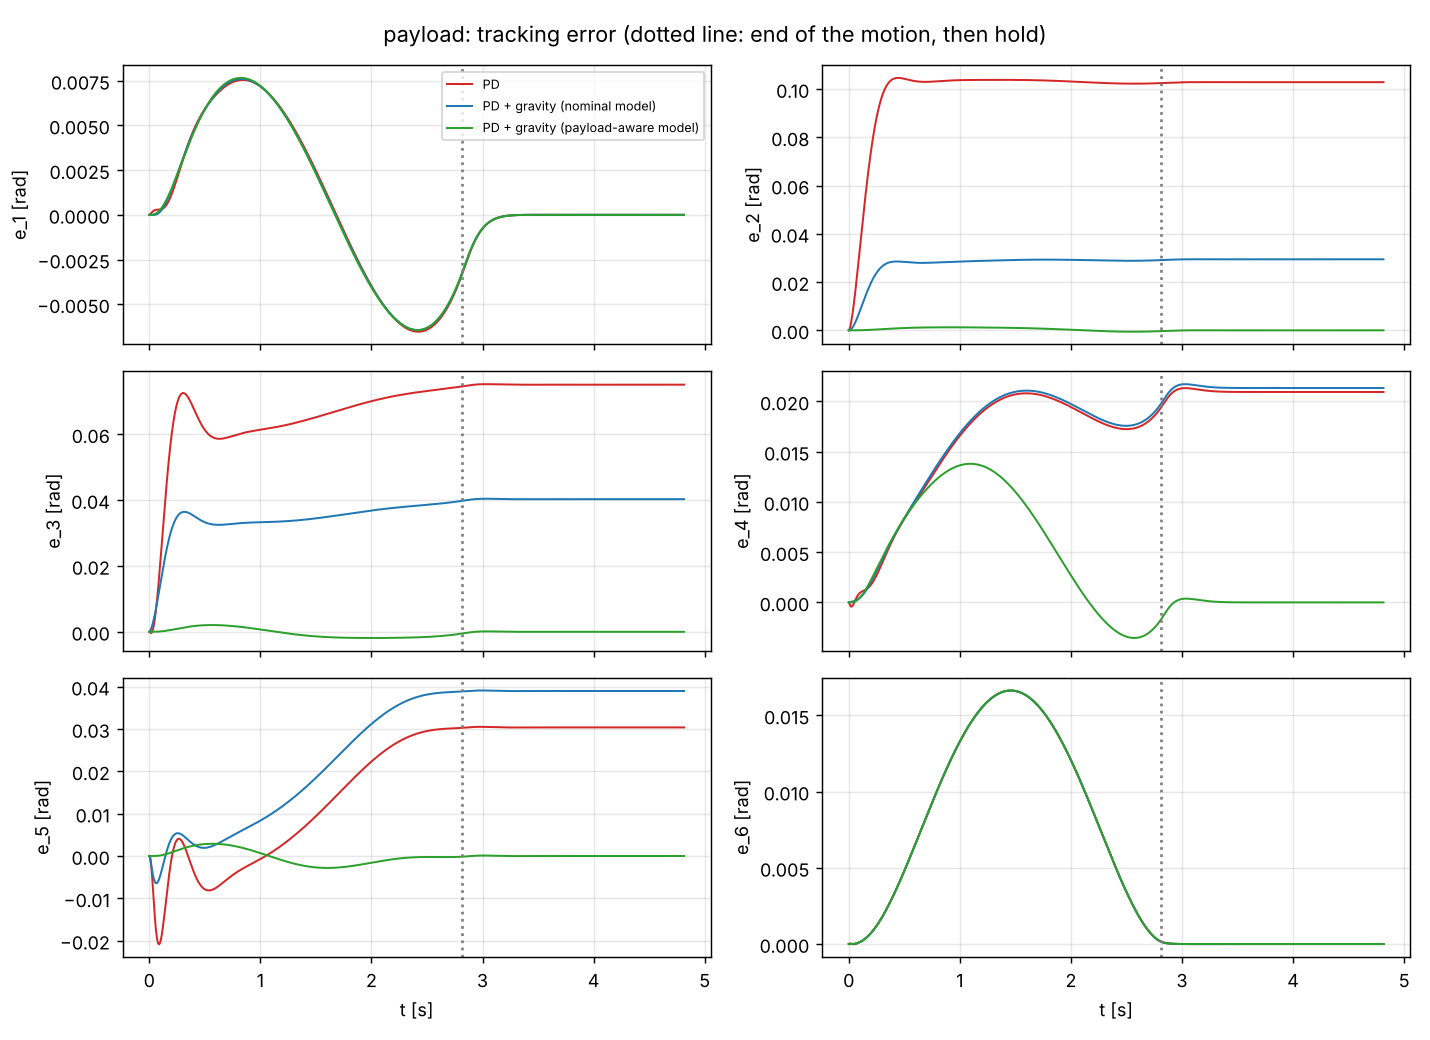 payload: tracking error (dotted line: end of the motion, then hold)
e_1 [rad]
0.0075
0.0050
0.0025
0.0000
−0.0025
−0.0050
PD
PD + gravity (nominal model)
PD + gravity (payload-aware model)
e_2 [rad]
0.10
0.08
0.06
0.04
0.02
0.00
e_3 [rad]
0.06
0.04
0.02
0.00
e_4 [rad]
0.020
0.015
0.010
0.005
0.000
e_5 [rad]
0.04
0.03
0.02
0.01
0.00
−0.01
−0.02
0 1 2 3 4 5
t [s]
e_6 [rad]
0.015
0.010
0.005
0.000
0 1 2 3 4 5
t [s]